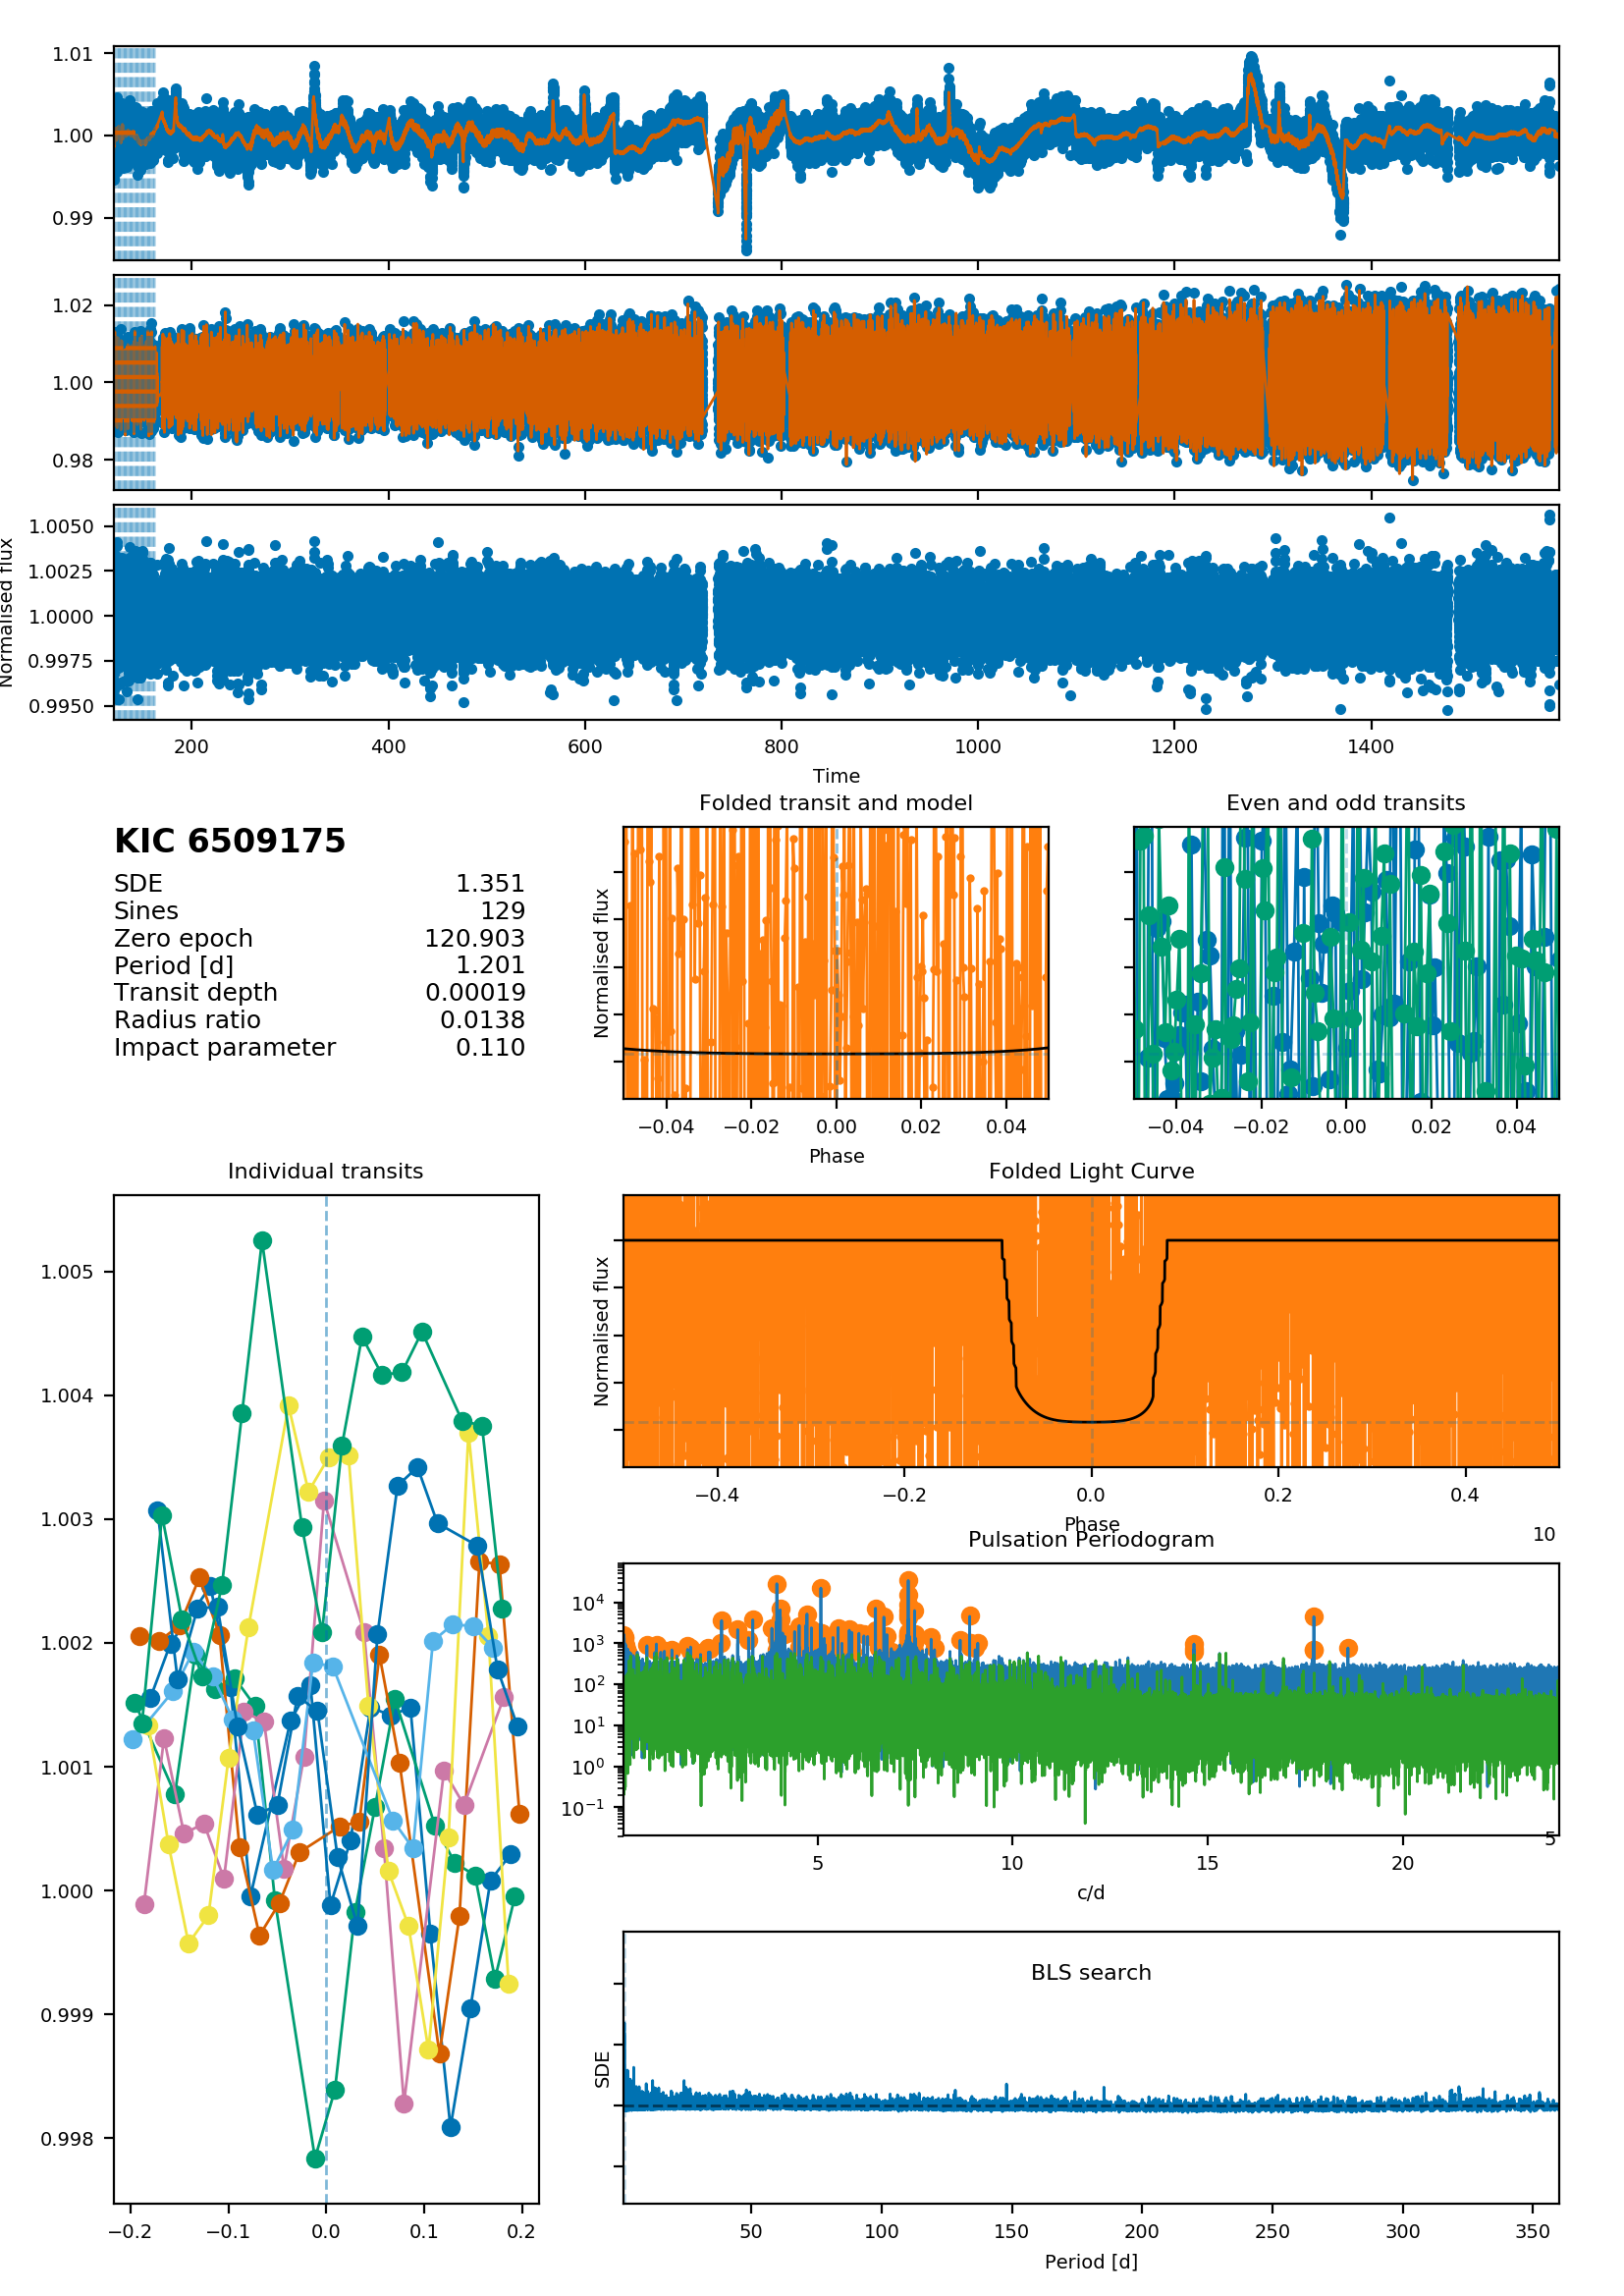 1.01
1.00
0.99
1.02
1.00
0.98
1.0050
1.0025
1.0000
0.9975
0.9950
Normalised flux
200 400 600 800 1000 1200 1400
Time
KIC 6509175
SDE 1.351
Sines 129
Zero epoch 120.903
Period [d] 1.201
Transit depth 0.00019
Radius ratio 0.0138
Impact parameter 0.110
Folded transit and model
Normalised flux
−0.04 −0.02 0.00 0.02 0.04
Phase
Even and odd transits
−0.04 −0.02 0.00 0.02 0.04
Individual transits
1.005
1.004
1.003
1.002
1.001
1.000
0.999
0.998
−0.2 −0.1 0.0 0.1 0.2
Folded Light Curve
Normalised flux
−0.4 −0.2 0.0 0.2 0.4
Phase
10
Pulsation Periodogram
10⁴
10³
10²
10¹
10⁰
10⁻¹
5
5 10 15 20
c/d
BLS search
SDE
50 100 150 200 250 300 350
Period [d]